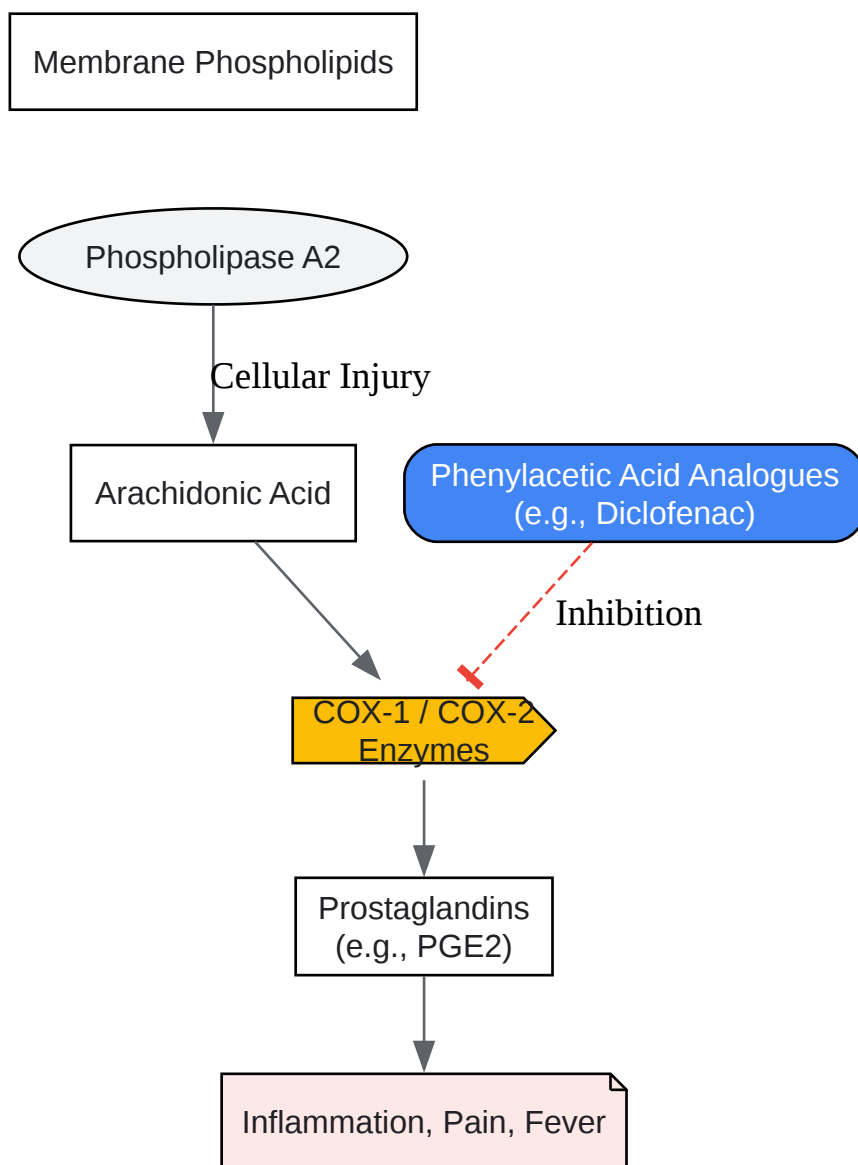 Membrane Phospholipids
Phospholipase A2
Cellular Injury
Arachidonic Acid
Phenylacetic Acid Analogues
(e.g., Diclofenac)
Inhibition
COX-1 / COX-2
Enzymes
Prostaglandins
(e.g., PGE2)
Inflammation, Pain, Fever